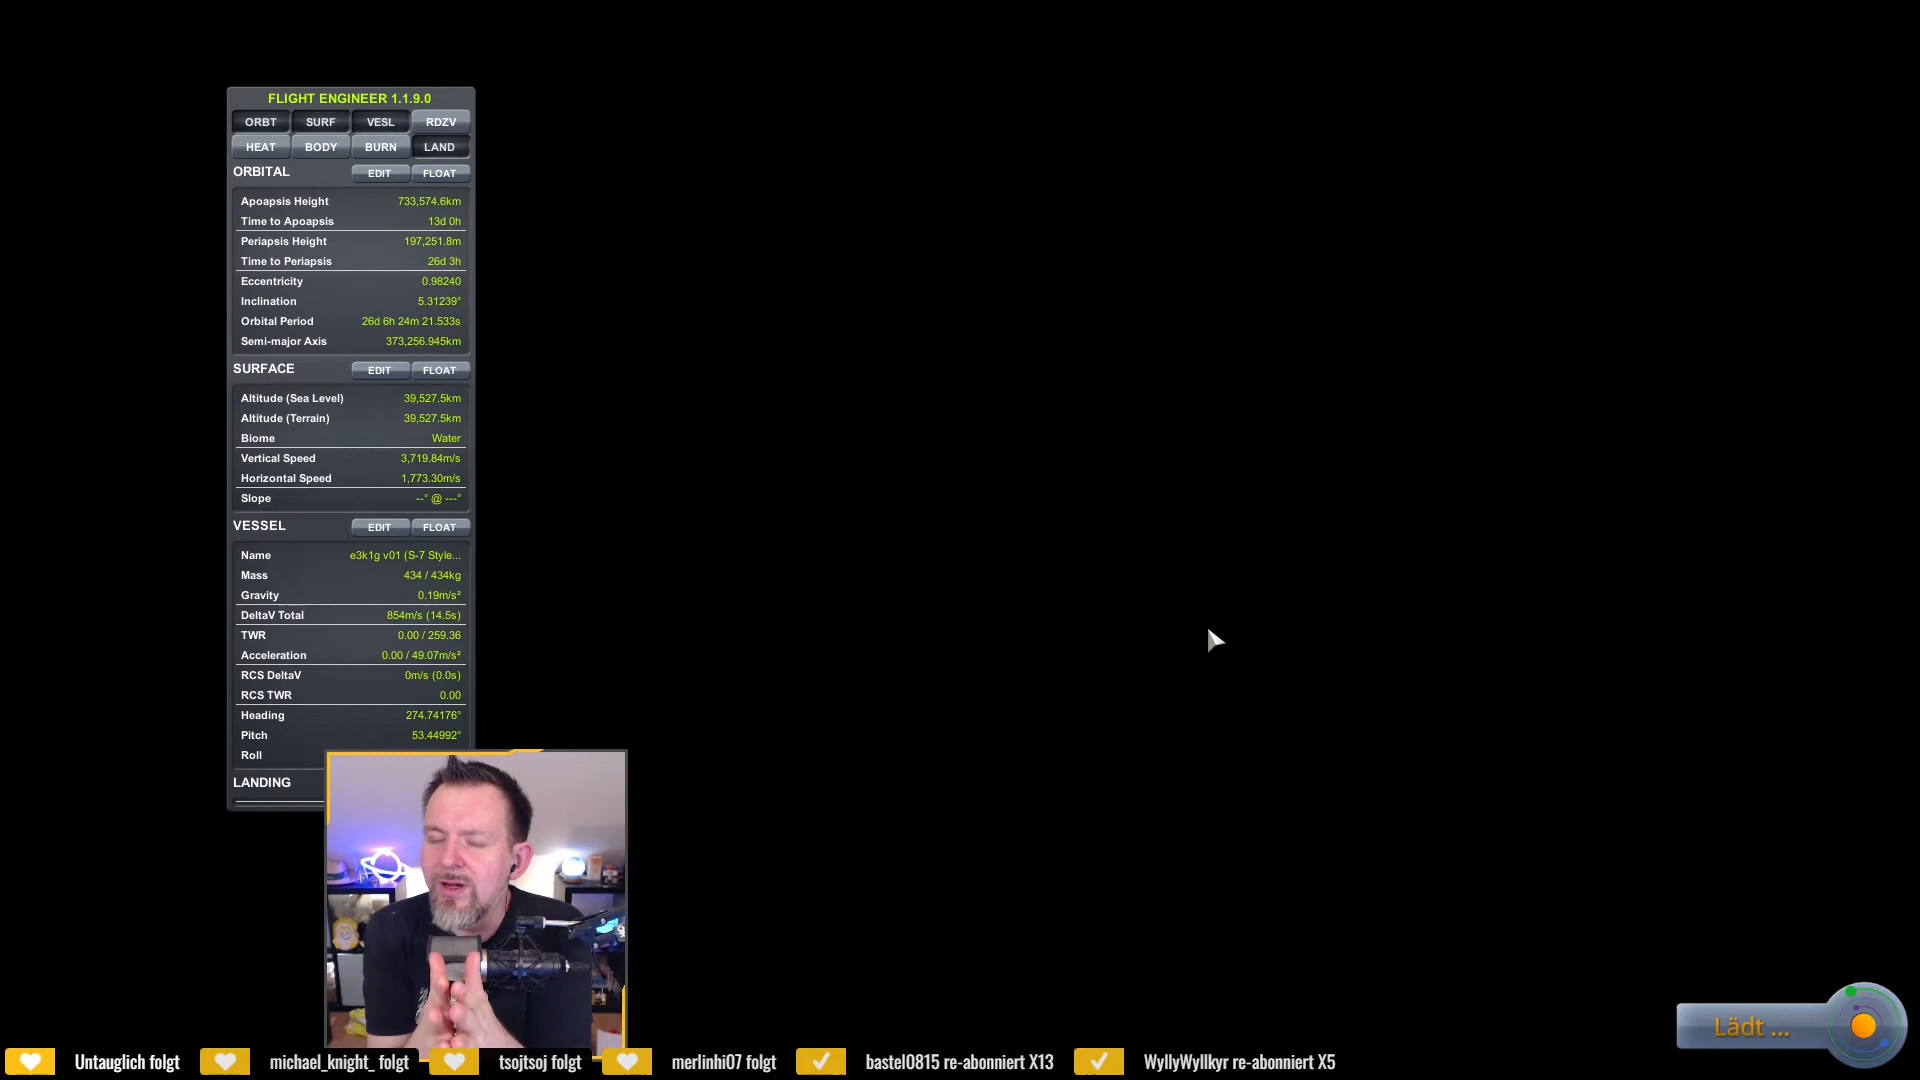 FLIGHT ENGINEER 1.1.9.0
ORBT SURF VESL RDZV
HEAT BODY BURN LAND
ORBITAL EDIT FLOAT
Apoapsis Height 733,574.6km
Time to Apoapsis 13d 0h
Periapsis Height 197,251.8m
Time to Periapsis 26d 3h
Eccentricity 0.98240
Inclination 5.31239°
Orbital Period 26d 6h 24m 21.533s
Semi-major Axis 373,256.945km
SURFACE EDIT FLOAT
Altitude (Sea Level) 39,527.5km
Altitude (Terrain) 39,527.5km
Biome Water
Vertical Speed 3,719.84m/s
Horizontal Speed 1,773.30m/s
Slope --° @ ---°
VESSEL EDIT FLOAT
Name e3k1g v01 (S-7 Style...
Mass 434 / 434kg
Gravity 0.19m/s²
DeltaV Total 854m/s (14.5s)
TWR 0.00 / 259.36
Acceleration 0.00 / 49.07m/s²
RCS DeltaV 0m/s (0.0s)
RCS TWR 0.00
Heading 274.74176°
Pitch 53.44992°
Roll
LANDING
Lädt ...
Untauglich folgt michael_knight_ folgt tsojtsoj folgt merlinhi07 folgt bastel0815 re-abonniert X13 WyllyWyllkyr re-abonniert X5